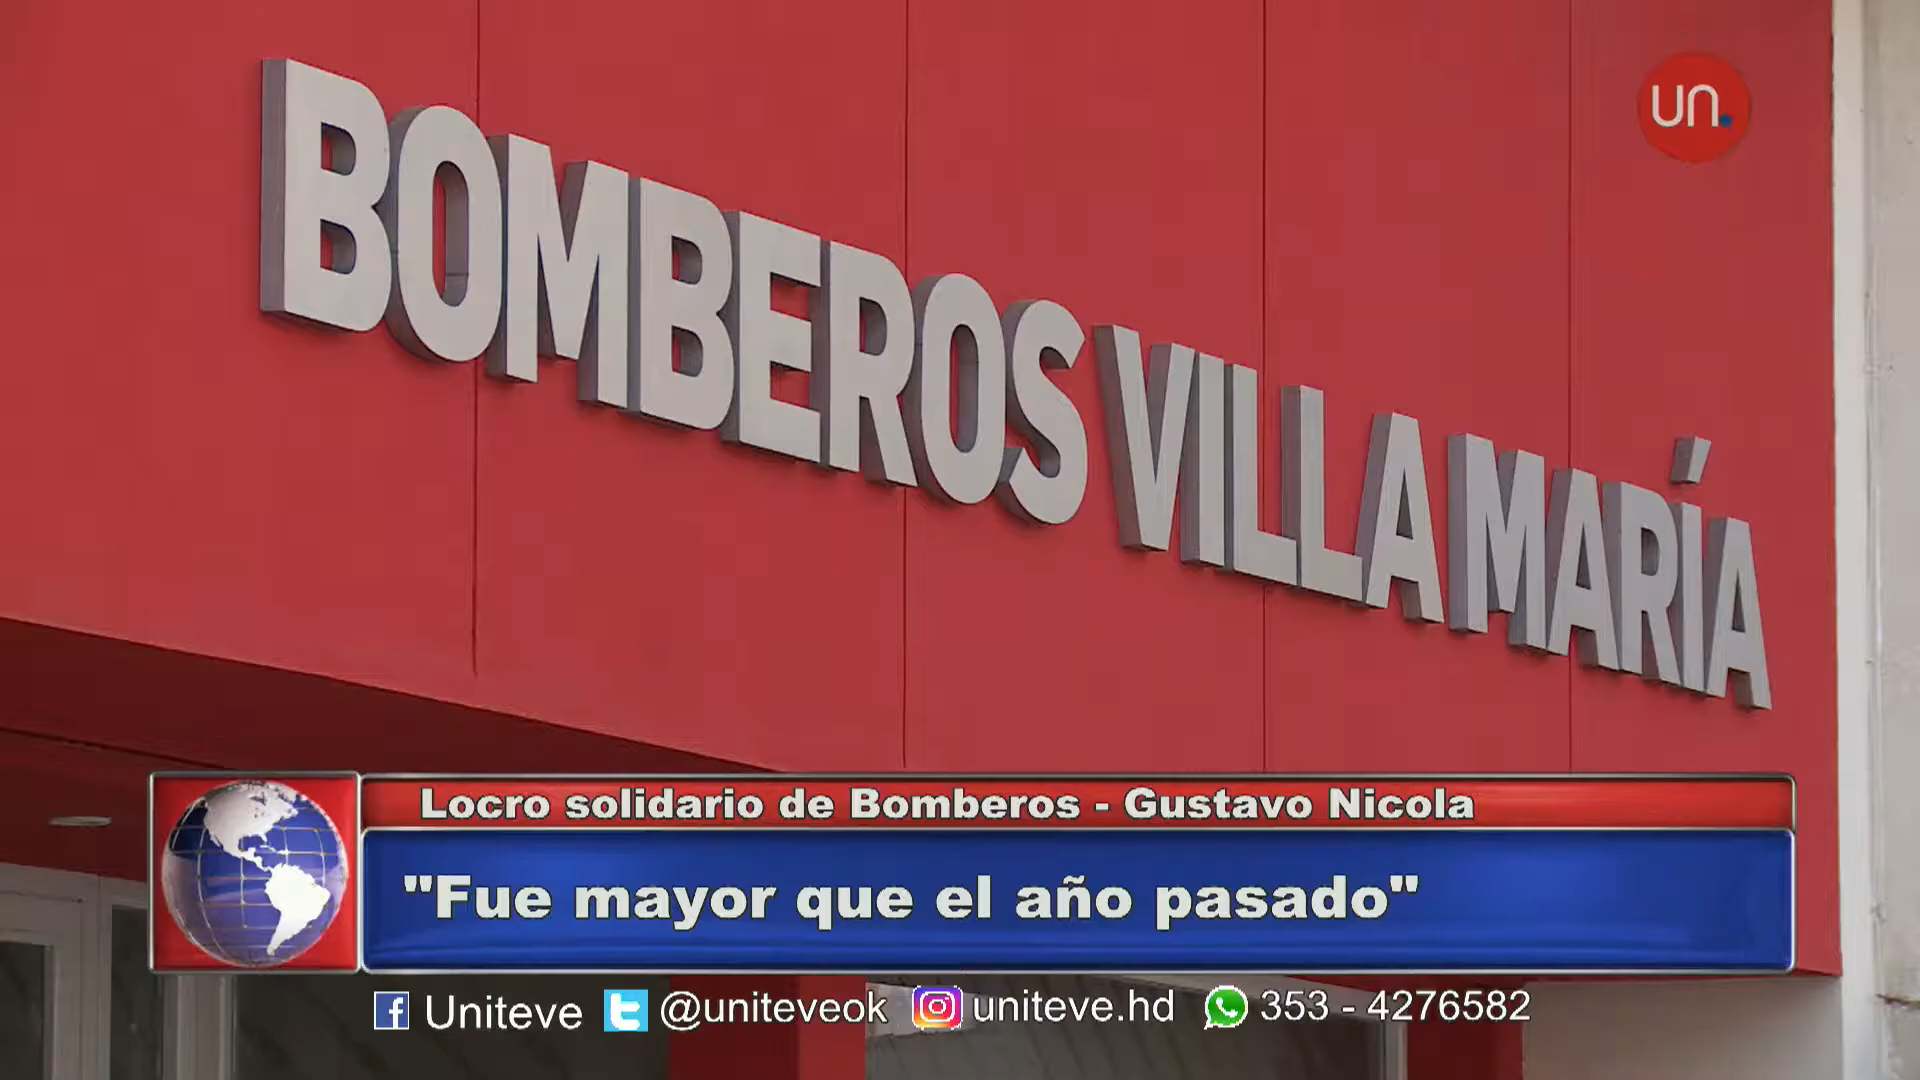 un.
BOMBEROS VILLA MARÍA
Locro solidario de Bomberos - Gustavo Nicola
"Fue mayor que el año pasado"
Uniteve @uniteveok uniteve.hd 353 - 4276582